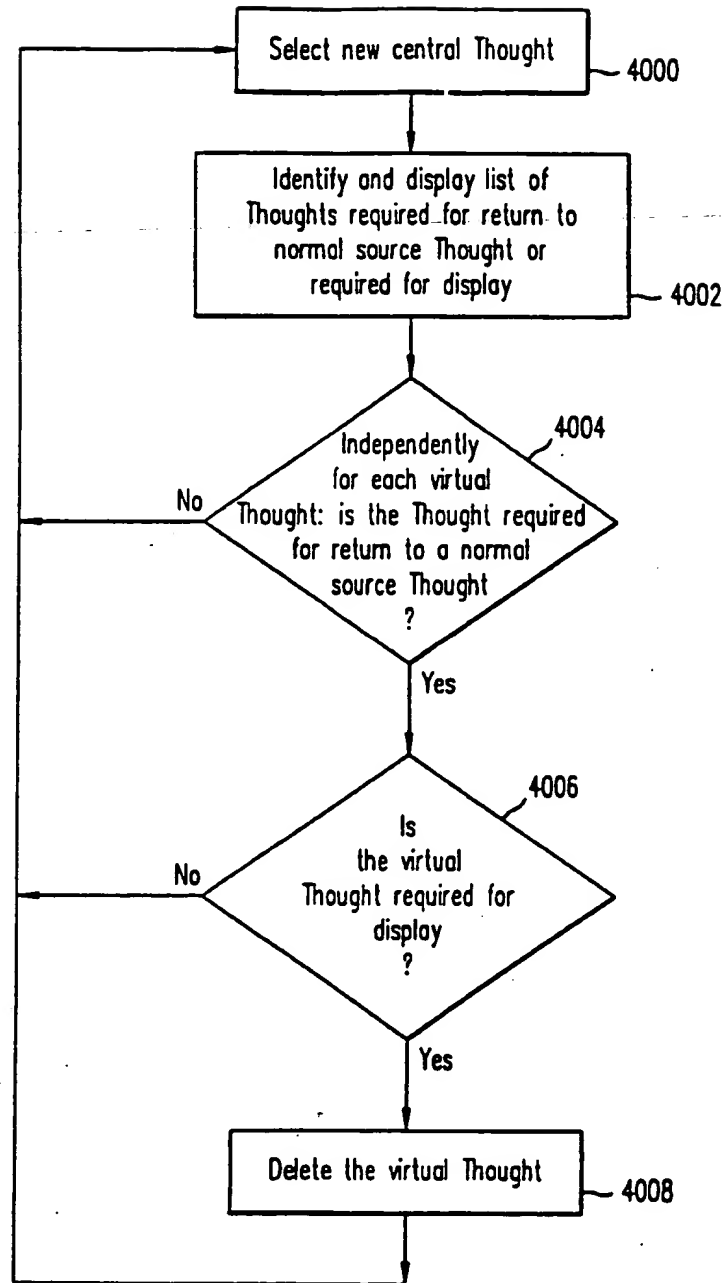 Select new central Thought
4000
Identify and display list of
Thoughts required for return to
normal source Thought or
required for display
4002
4004
Independently
for each virtual
No
Thought: is the Thought required
for return to a normal
source Thought
?
Yes
4006
Is
the virtual
No
Thought required for
display
?
Yes
Delete the virtual Thought
4008